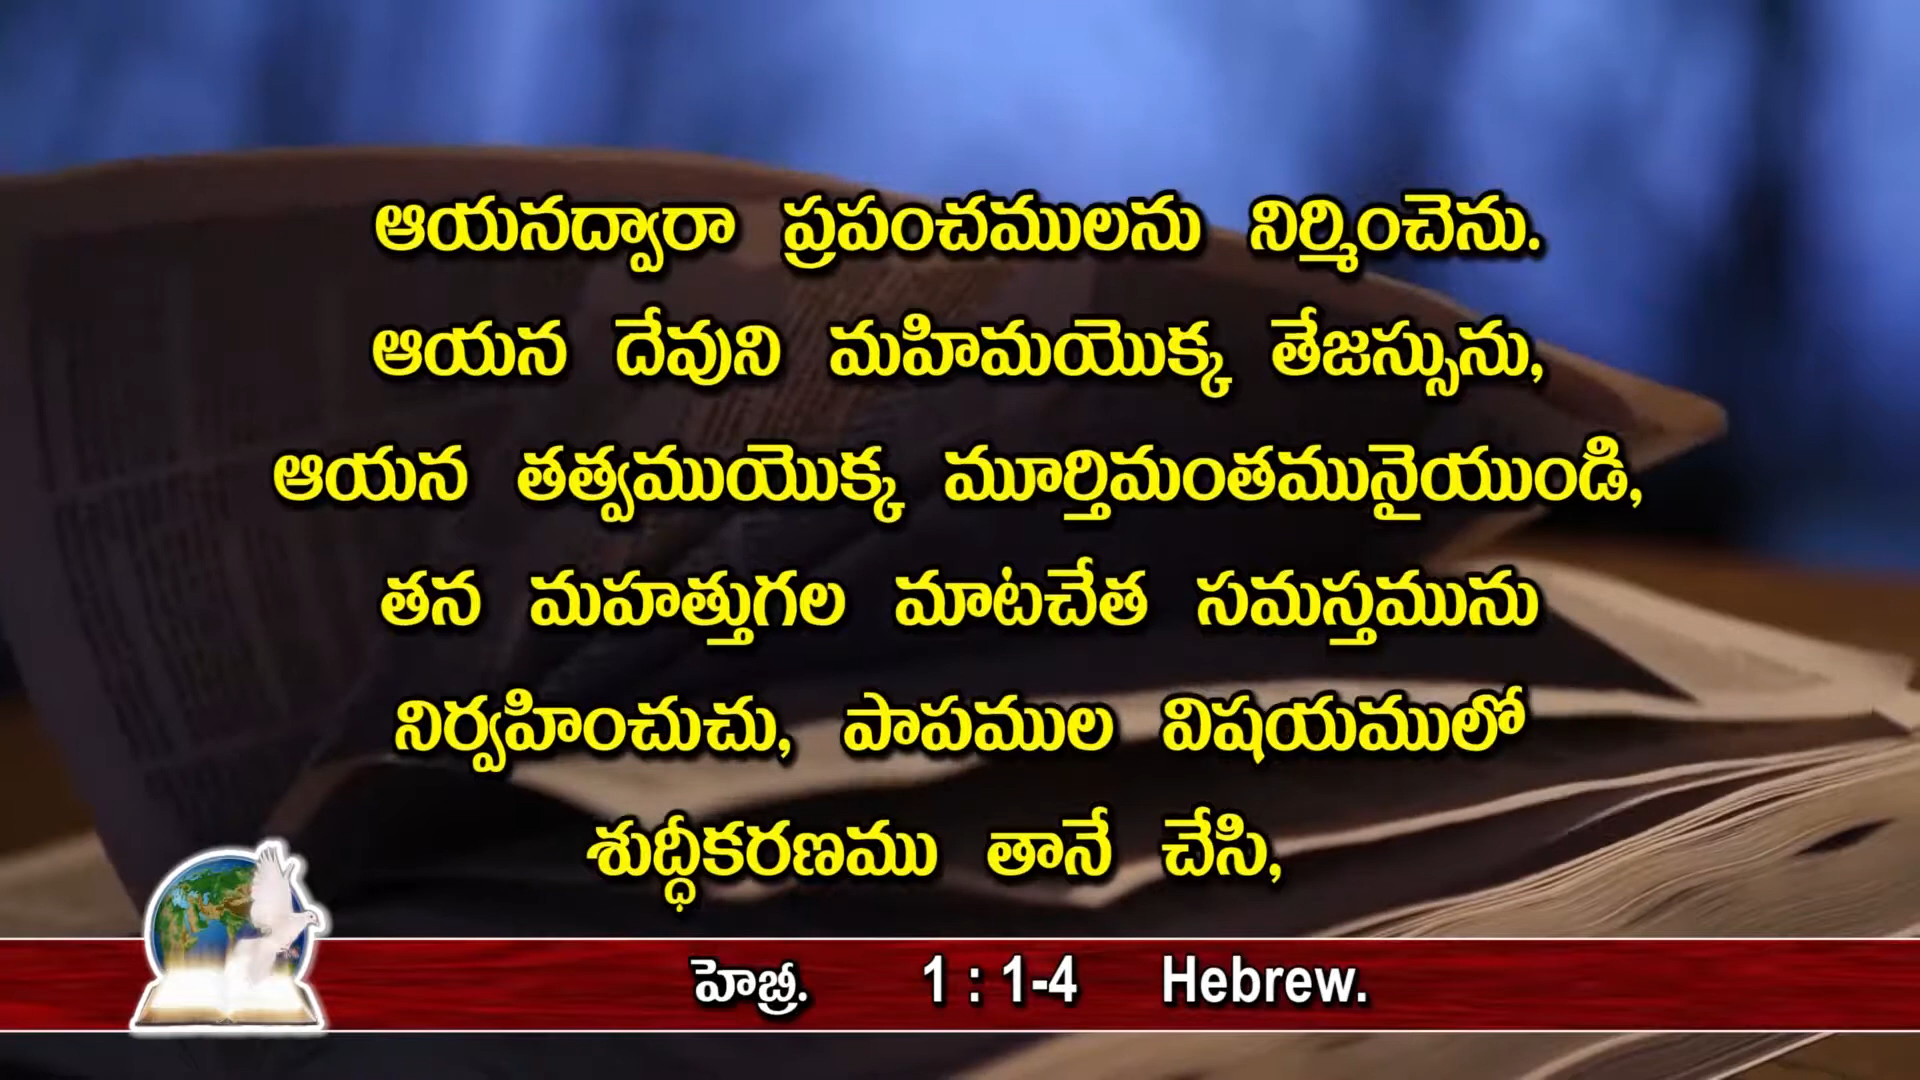 ఆయనద్వారా ప్రపంచములను నిర్మించెను.
ఆయన దేవుని మహిమయొక్క తేజస్సును,
ఆయన తత్వముయొక్క మూర్తిమంతమునైయుండి,
తన మహత్తుగల మాటచేత సమస్తమును
నిర్వహించుచు, పాపముల విషయములో
శుద్ధీకరణము తానే చేసి,
హెబ్రీ. 1 : 1-4 Hebrew.